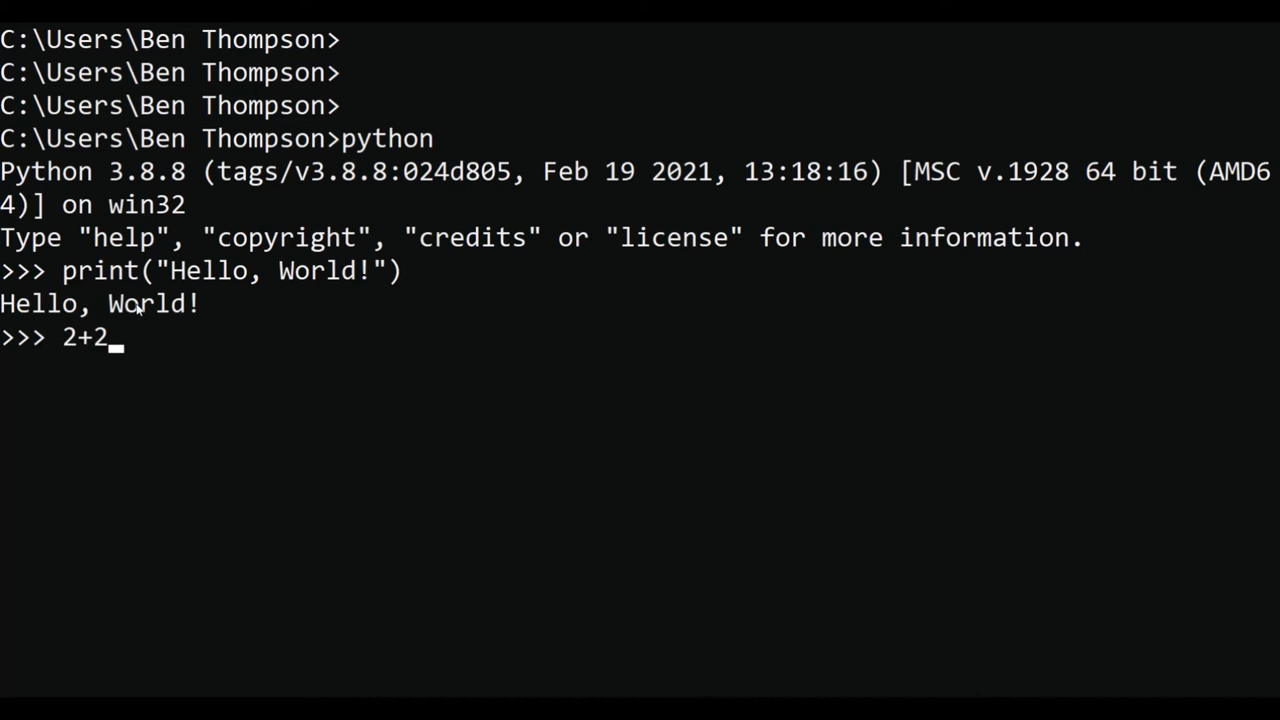 C:\Users\Ben Thompson>
C:\Users\Ben Thompson>
C:\Users\Ben Thompson>
C:\Users\Ben Thompson>python
Python 3.8.8 (tags/v3.8.8:024d805, Feb 19 2021, 13:18:16) [MSC v.1928 64 bit (AMD6
4)] on win32
Type "help", "copyright", "credits" or "license" for more information.
>>> print("Hello, World!")
Hello, World!
>>> 2+2